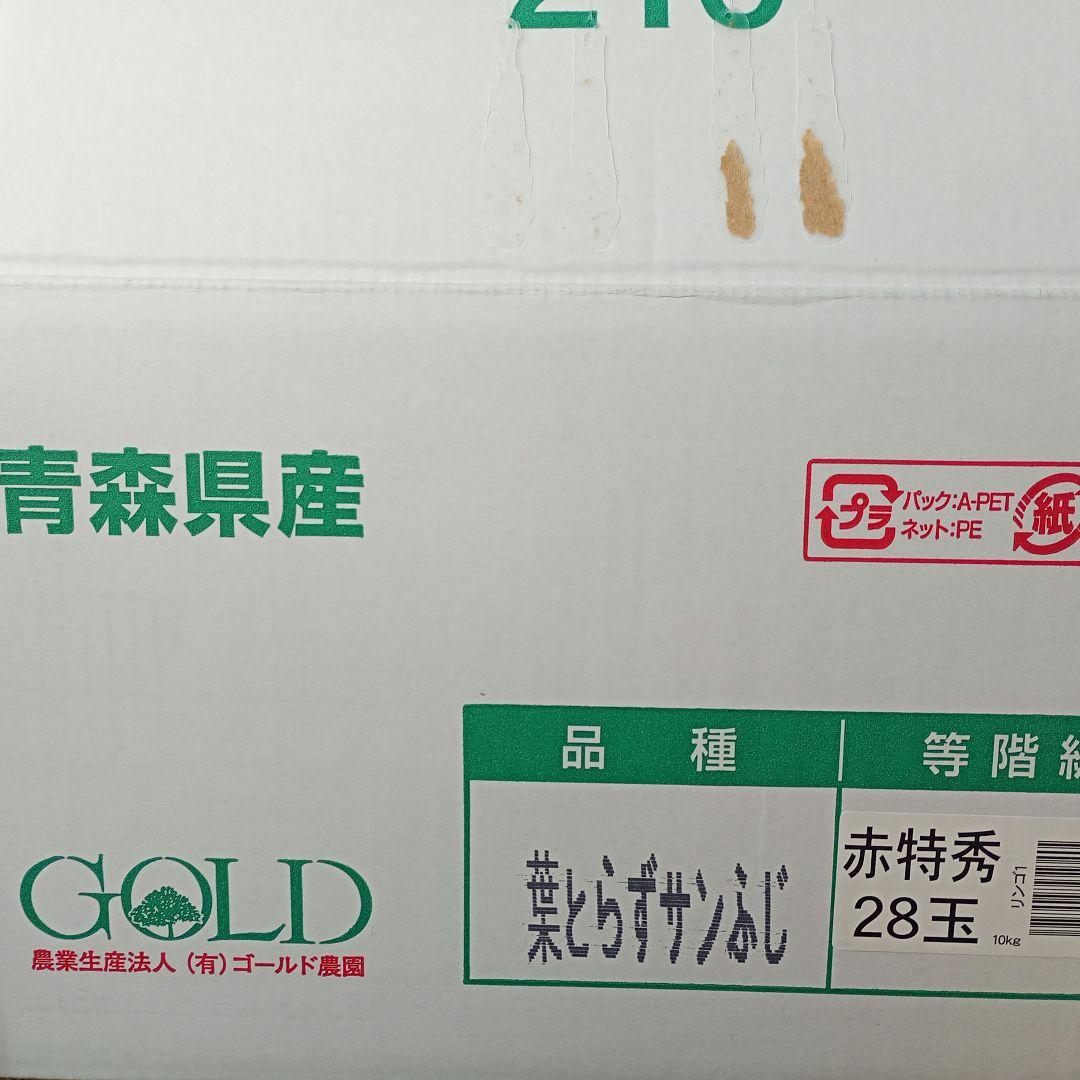 青森県産
プラ
パック:A-PET
ネット:PE
紙
品種
等階級
葉とらずサンふじ
赤特秀
28玉
10kg
リンゴ1
GOLD
農業生産法人(有)ゴールド農園